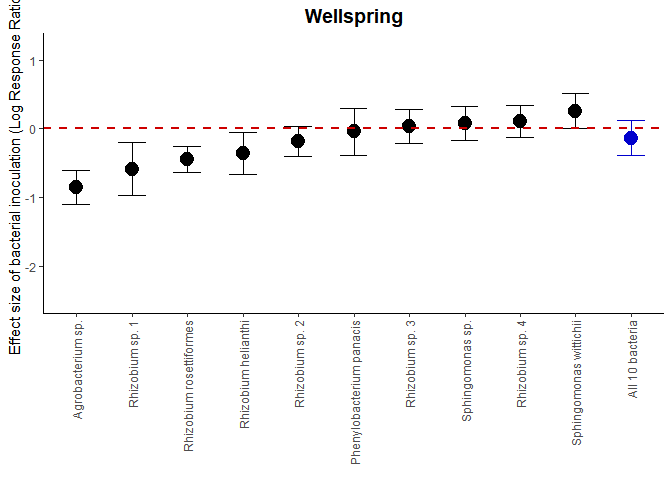 Wellspring
Effect size of bacterial inoculation (Log Response Ratio
1
0
-1
-2
Agrobacterium sp.
Rhizobium sp. 1
Rhizobium rosettiformes
Rhizobium helianthi
Rhizobium sp. 2
Phenylobacterium panacis
Rhizobium sp. 3
Sphingomonas sp.
Rhizobium sp. 4
Sphingomonas wittichii
All 10 bacteria